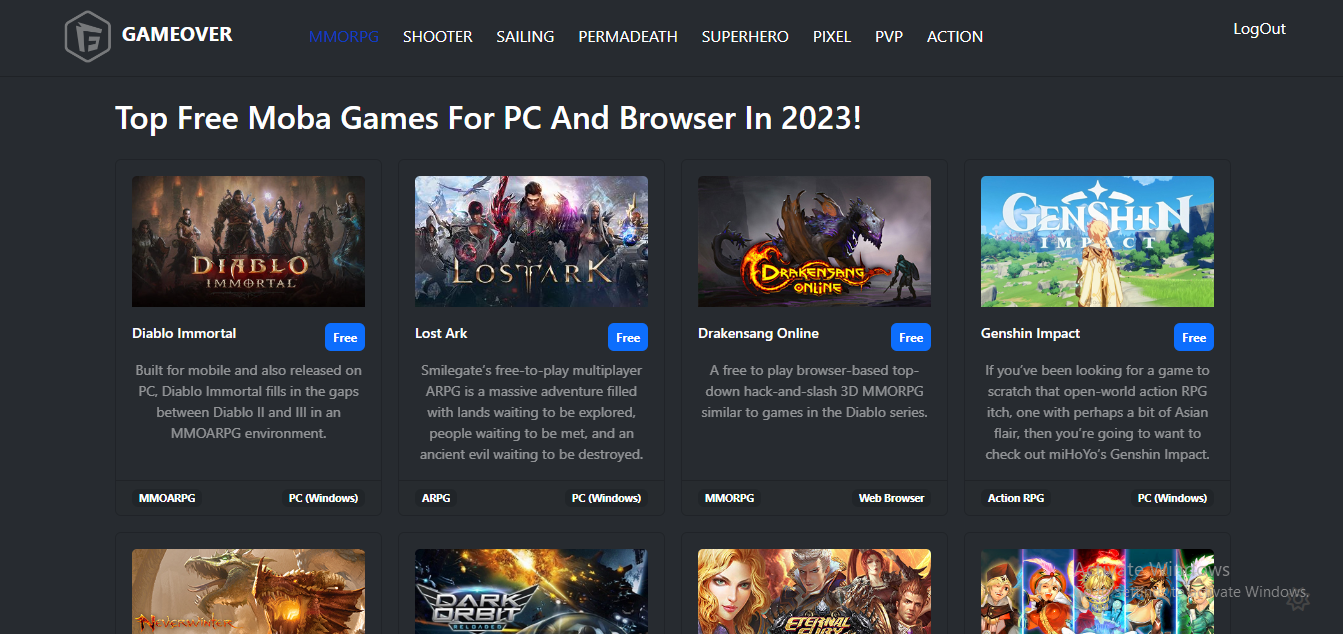 GAMEOVER
MMORPG SHOOTER SAILING PERMADEATH SUPERHERO PIXEL PVP ACTION
LogOut
Top Free Moba Games For PC And Browser In 2023!
DIABLO
IMMORTAL
Diablo Immortal
Free
Built for mobile and also released on
PC, Diablo Immortal fills in the gaps
between Diablo II and III in an
MMOARPG environment.
MMOARPG
PC (Windows)
LOST ARK
Lost Ark
Free
Smilegate's free-to-play multiplayer
ARPG is a massive adventure filled
with lands waiting to be explored,
people waiting to be met, and an
ancient evil waiting to be destroyed.
ARPG
PC (Windows)
DRAKENSANG
ONLINE
Drakensang Online
Free
A free to play browser-based top-
down hack-and-slash 3D MMORPG
similar to games in the Diablo series.
MMORPG
Web Browser
GENSHIN
IMPACT
Genshin Impact
Free
If you've been looking for a game to
scratch that open-world action RPG
itch, one with perhaps a bit of Asian
flair, then you're going to want to
check out miHoYo's Genshin Impact.
Action RPG
PC (Windows)
NEVERWINTER
DARK
ORBIT
RELOADED
ETERNAL
FURY
Activate Windows
Activate Windows.